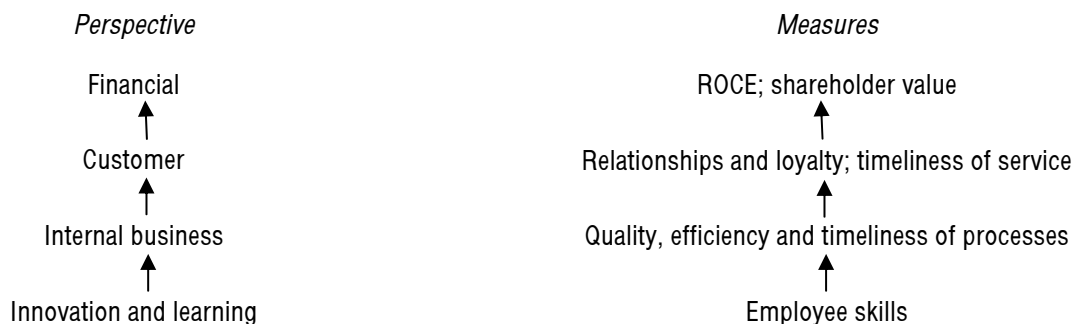 Perspective Measures
Financial ROCE; shareholder value
Customer Relationships and loyalty; timeliness of service
Internal business Quality, efficiency and timeliness of processes
Innovation and learning Employee skills